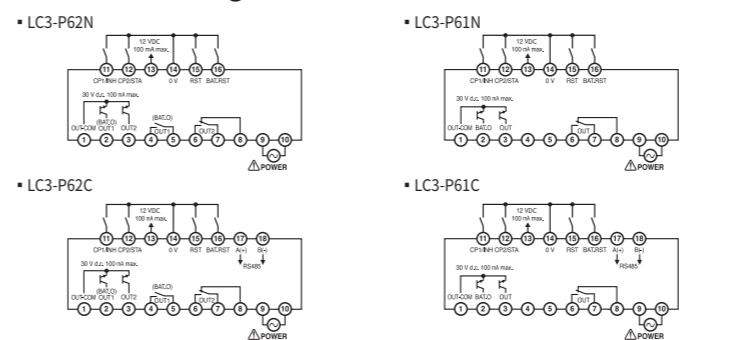 ▪ LC3-P62N
12 VDC
100 mA max.
11 12 13 14 15 16
CP1/INH CP2/STA 0 V RST BAT.RST
30 V d.c. 100 mA max.
(BAT.O) (BAT.O)
OUT-COM OUT1 OUT2 OUT1 OUT2
1 2 3 4 5 6 7 8 9 10
⚠ POWER
▪ LC3-P61N
12 VDC
100 mA max.
11 12 13 14 15 16
CP1/INH CP2/STA 0 V RST BAT.RST
30 V d.c. 100 mA max.
OUT-COM BAT.O OUT OUT
1 2 3 4 5 6 7 8 9 10
⚠ POWER
▪ LC3-P62C
12 VDC
100 mA max.
11 12 13 14 15 16 17 18
CP1/INH CP2/STA 0 V RST BAT.RST A(+) B(-)
RS485
30 V d.c. 100 mA max.
(BAT.O) (BAT.O)
OUT-COM OUT1 OUT2 OUT1 OUT2
1 2 3 4 5 6 7 8 9 10
⚠ POWER
▪ LC3-P61C
12 VDC
100 mA max.
11 12 13 14 15 16 17 18
CP1/INH CP2/STA 0 V RST BAT.RST A(+) B(-)
RS485
30 V d.c. 100 mA max.
OUT-COM BAT.O OUT OUT
1 2 3 4 5 6 7 8 9 10
⚠ POWER